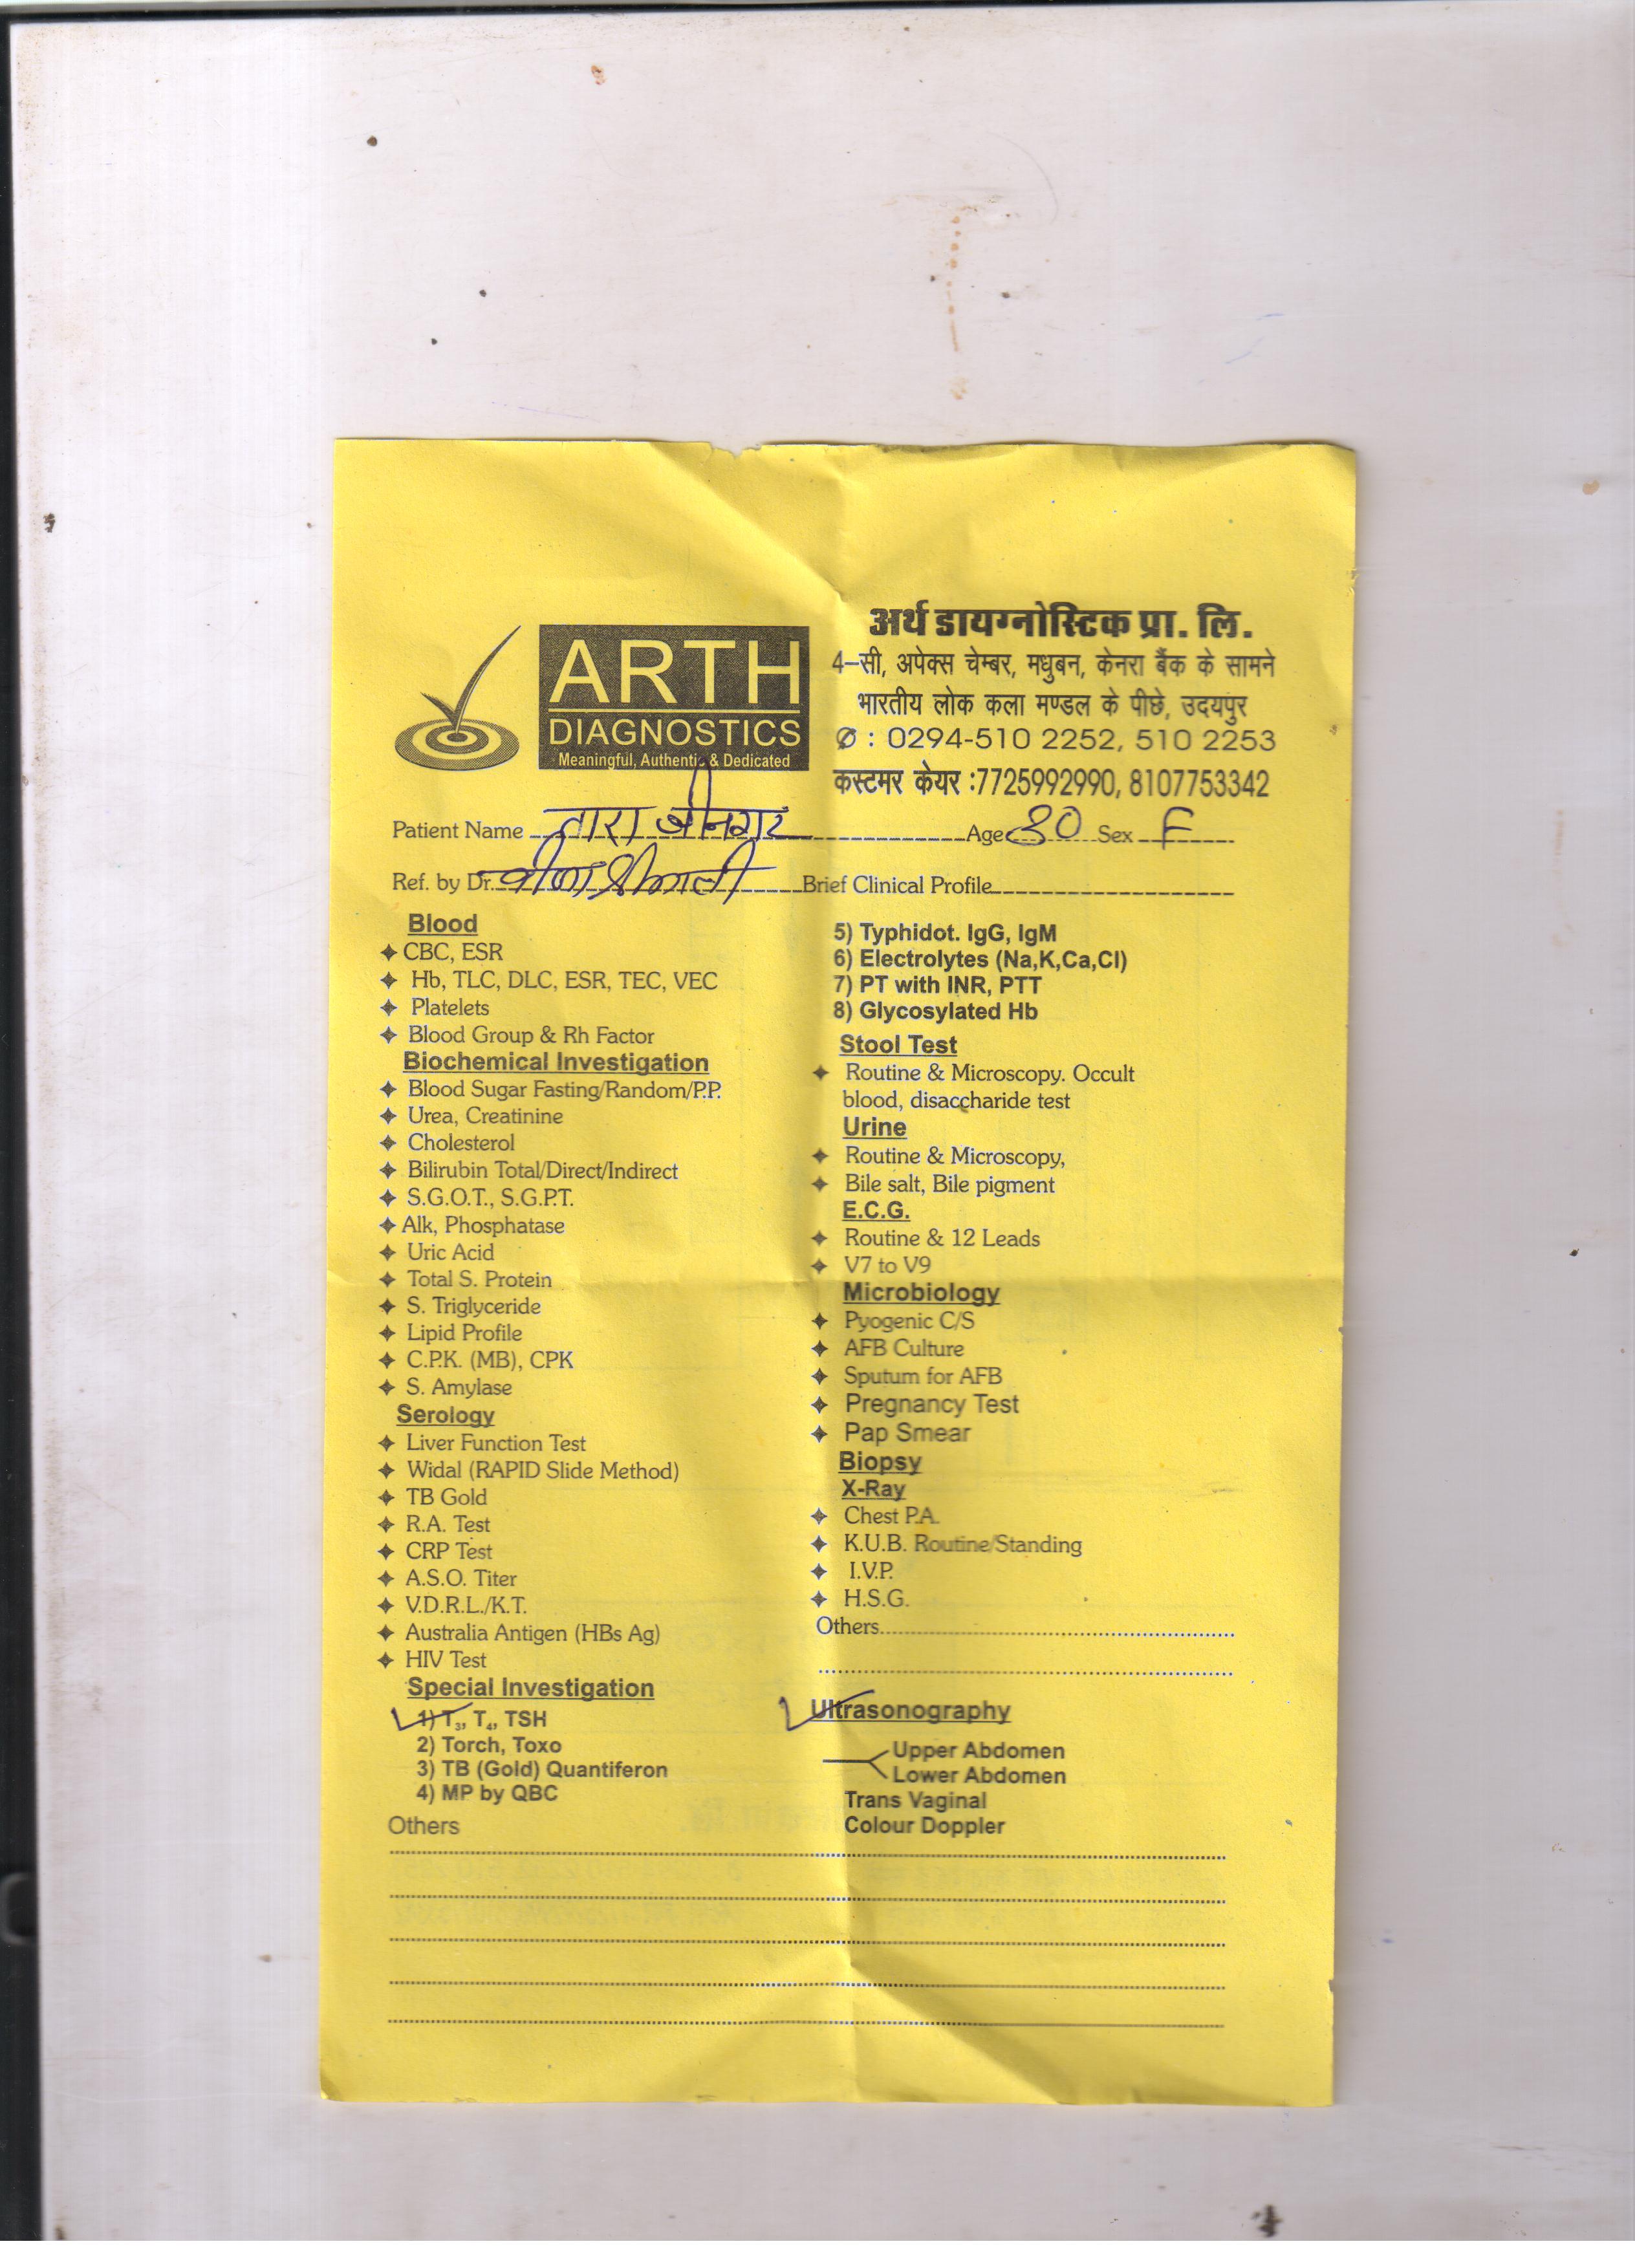 अर्थ डायग्नोस्टिक प्रा. लि.
ARTH
DIAGNOSTICS
Meaningful, Authentic & Dedicated
4–सी, अपेक्स चेम्बर, मधुबन, केनरा बैंक के सामने
भारतीय लोक कला मण्डल के पीछे, उदयपुर
0294-510 2252, 510 2253
कस्टमर केयर :7725992990, 8107753342
Patient Name तारा जीनगर Age 30 Sex F
Ref. by Dr. Brief Clinical Profile
Blood
CBC, ESR
Hb, TLC, DLC, ESR, TEC, VEC
Platelets
Blood Group & Rh Factor
Biochemical Investigation
Blood Sugar Fasting/Random/P.P.
Urea, Creatinine
Cholesterol
Bilirubin Total/Direct/Indirect
S.G.O.T., S.G.P.T.
Alk, Phosphatase
Uric Acid
Total S. Protein
S. Triglyceride
Lipid Profile
C.P.K. (MB), CPK
S. Amylase
Serology
Liver Function Test
Widal (RAPID Slide Method)
TB Gold
R.A. Test
CRP Test
A.S.O. Titer
V.D.R.L./K.T.
Australia Antigen (HBs Ag)
HIV Test
Special Investigation
1) T3, T4, TSH
2) Torch, Toxo
3) TB (Gold) Quantiferon
4) MP by QBC
Others
5) Typhidot. IgG, IgM
6) Electrolytes (Na,K,Ca,Cl)
7) PT with INR, PTT
8) Glycosylated Hb
Stool Test
Routine & Microscopy. Occult
blood, disaccharide test
Urine
Routine & Microscopy,
Bile salt, Bile pigment
E.C.G.
Routine & 12 Leads
V7 to V9
Microbiology
Pyogenic C/S
AFB Culture
Sputum for AFB
Pregnancy Test
Pap Smear
Biopsy
X-Ray
Chest P.A.
K.U.B. Routine/Standing
I.V.P.
H.S.G.
Others
Ultrasonography
Upper Abdomen
Lower Abdomen
Trans Vaginal
Colour Doppler